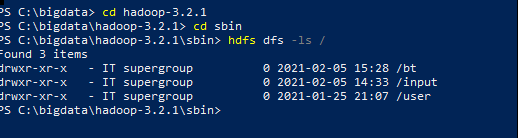 PS C:\bigdata> cd hadoop-3.2.1
PS C:\bigdata\hadoop-3.2.1> cd sbin
PS C:\bigdata\hadoop-3.2.1\sbin> hdfs dfs -ls /
Found 3 items
drwxr-xr-x   - IT supergroup          0 2021-02-05 15:28 /bt
drwxr-xr-x   - IT supergroup          0 2021-02-05 14:33 /input
drwxr-xr-x   - IT supergroup          0 2021-01-25 21:07 /user
PS C:\bigdata\hadoop-3.2.1\sbin>